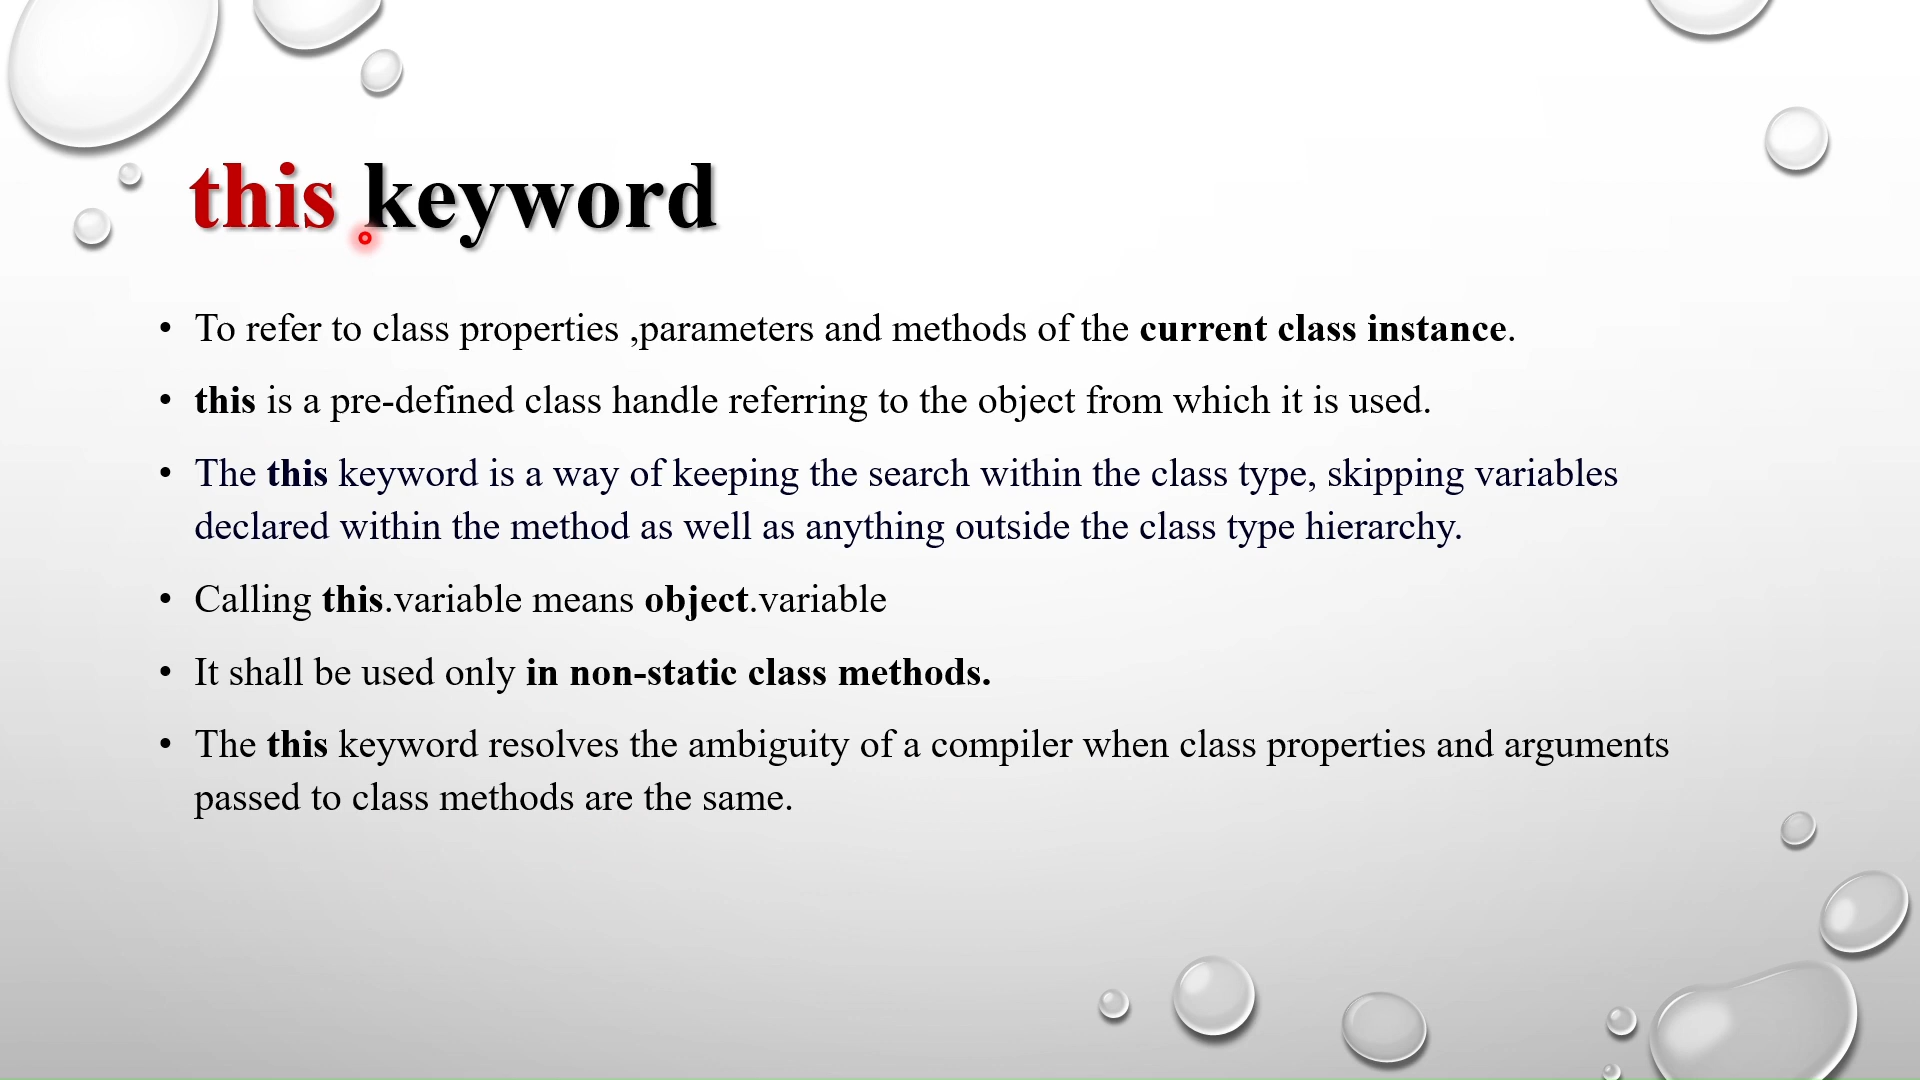 this keyword
• To refer to class properties ,parameters and methods of the current class instance.
• this is a pre-defined class handle referring to the object from which it is used.
• The this keyword is a way of keeping the search within the class type, skipping variables
declared within the method as well as anything outside the class type hierarchy.
• Calling this.variable means object.variable
• It shall be used only in non-static class methods.
• The this keyword resolves the ambiguity of a compiler when class properties and arguments
passed to class methods are the same.